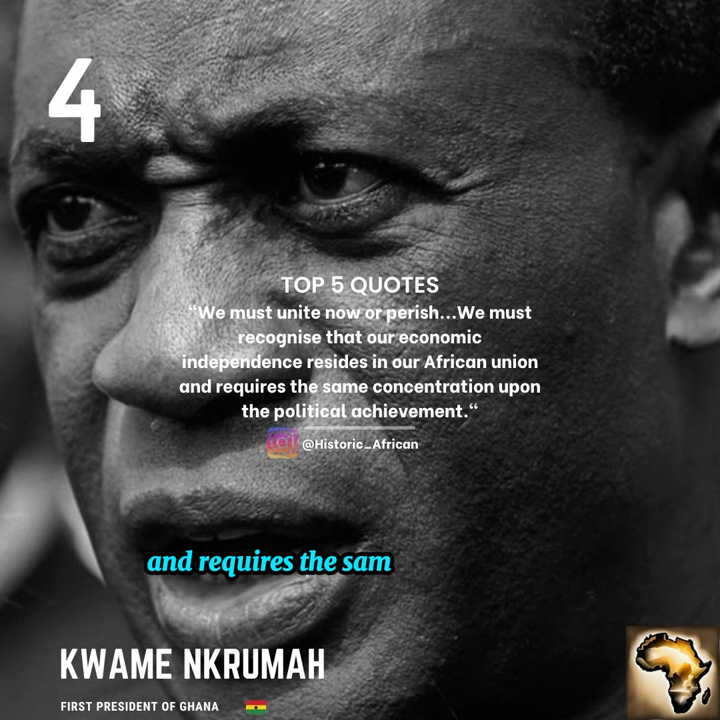 4
TOP 5 QUOTES
“We must unite now or perish...We must
recognise that our economic
independence resides in our African union
and requires the same concentration upon
the political achievement.“
@Historic_African
and requires the sam
KWAME NKRUMAH
FIRST PRESIDENT OF GHANA